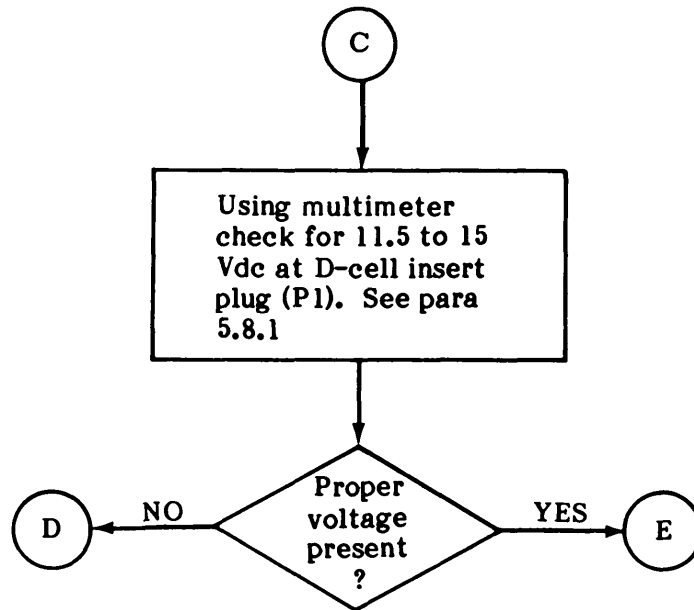 C
Using multimeter
check for 11.5 to 15
Vdc at D-cell insert
plug (P1).  See para
5.8.1
Proper
voltage
present
?
D
NO
YES
E